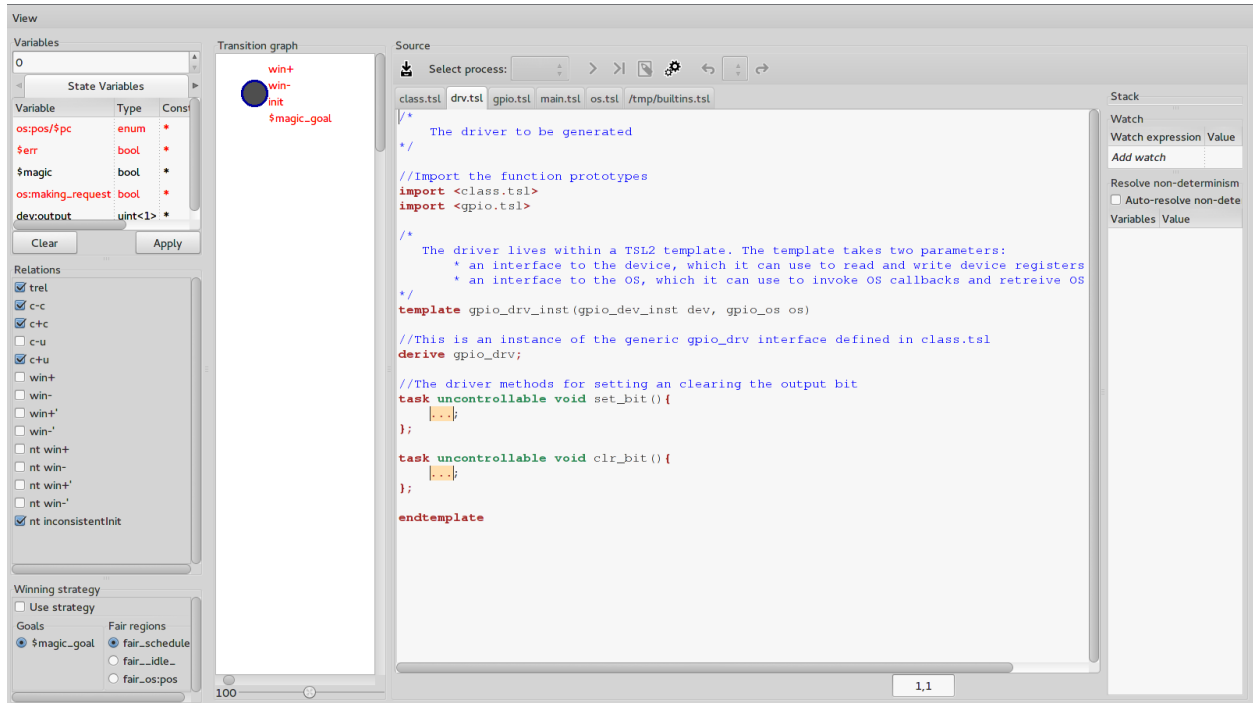 View
Variables
0
State Variables
Variable Type Const
os:pos/$pc enum *
$err bool *
$magic bool *
os:making_request bool *
dev:output uint<1> *
Clear Apply
Relations
trel
c-c
c+c
c-u
c+u
win+
win-
win+'
win-'
nt win+
nt win-
nt win+'
nt win-'
nt inconsistentInit
Winning strategy
Use strategy
Goals Fair regions
$magic_goal fair_schedule
fair__idle_
fair_os:pos
Transition graph
win+
win-
init
$magic_goal
100
Source
Select process:
class.tsl drv.tsl gpio.tsl main.tsl os.tsl /tmp/builtins.tsl
/*
The driver to be generated
*/
//Import the function prototypes
import <class.tsl>
import <gpio.tsl>
/*
The driver lives within a TSL2 template. The template takes two parameters:
* an interface to the device, which it can use to read and write device registers
* an interface to the OS, which it can use to invoke OS callbacks and retreive OS
*/
template gpio_drv_inst(gpio_dev_inst dev, gpio_os os)
//This is an instance of the generic gpio_drv interface defined in class.tsl
derive gpio_drv;
//The driver methods for setting an clearing the output bit
task uncontrollable void set_bit(){
...;
};
task uncontrollable void clr_bit(){
...;
};
endtemplate
1,1
Stack
Watch
Watch expression Value
Add watch
Resolve non-determinism
Auto-resolve non-dete
Variables Value